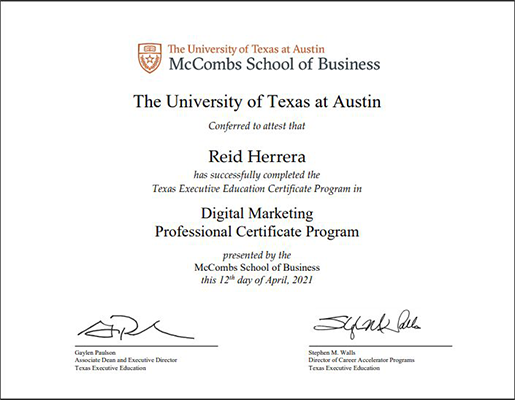 The University of Texas at Austin
McCombs School of Business
The University of Texas at Austin
Conferred to attest that
Reid Herrera
has successfully completed the
Texas Executive Education Certificate Program in
Digital Marketing
Professional Certificate Program
presented by the
McCombs School of Business
this 12th day of April, 2021
Gaylen Paulson
Associate Dean and Executive Director
Texas Executive Education
Stephen M. Walls
Director of Career Accelerator Programs
Texas Executive Education